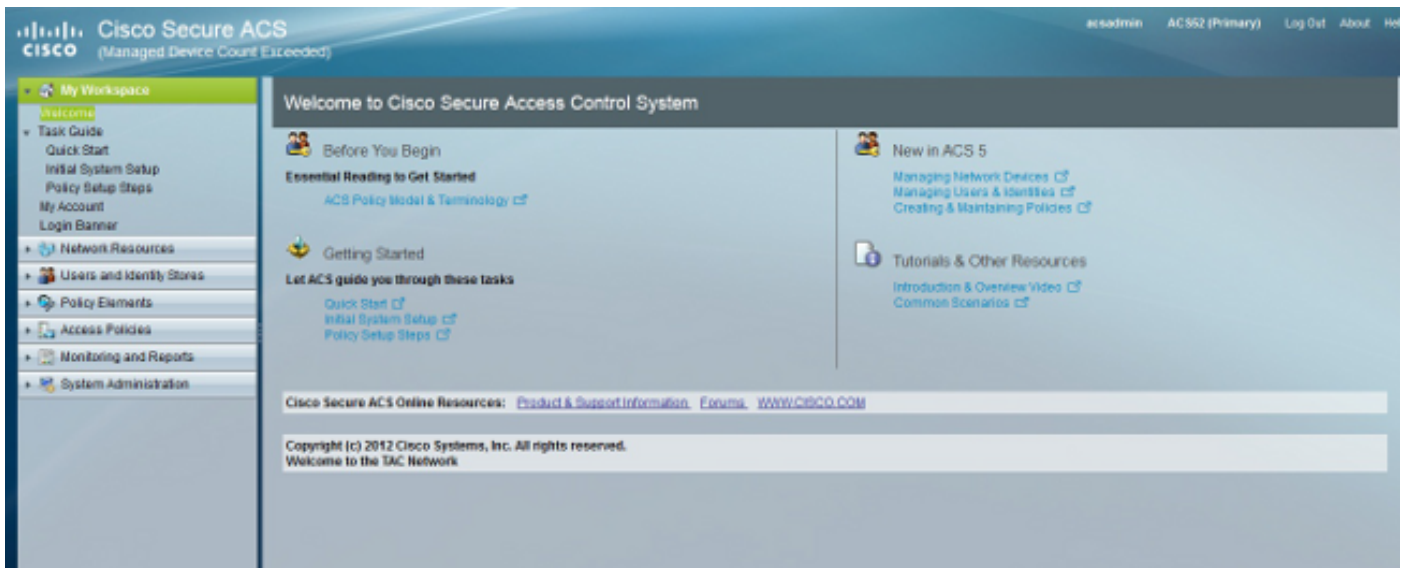 Cisco Secure ACS
CISCO (Managed Device Count Exceeded)
acsadmin ACS52 (Primary) Log Out About Hel
My Workspace
Welcome
Task Guide
Quick Start
Initial System Setup
Policy Setup Steps
My Account
Login Banner
Network Resources
Users and Identity Stores
Policy Elements
Access Policies
Monitoring and Reports
System Administration
Welcome to Cisco Secure Access Control System
Before You Begin
Essential Reading to Get Started
ACS Policy Model & Terminology
Getting Started
Let ACS guide you through these tasks
Quick Start
Initial System Setup
Policy Setup Steps
New in ACS 5
Managing Network Devices
Managing Users & Identities
Creating & Maintaining Policies
Tutorials & Other Resources
Introduction & Overview Video
Common Scenarios
Cisco Secure ACS Online Resources: Product & Support Information Forums WWW.CISCO.COM
Copyright (c) 2012 Cisco Systems, Inc. All rights reserved.
Welcome to the TAC Network